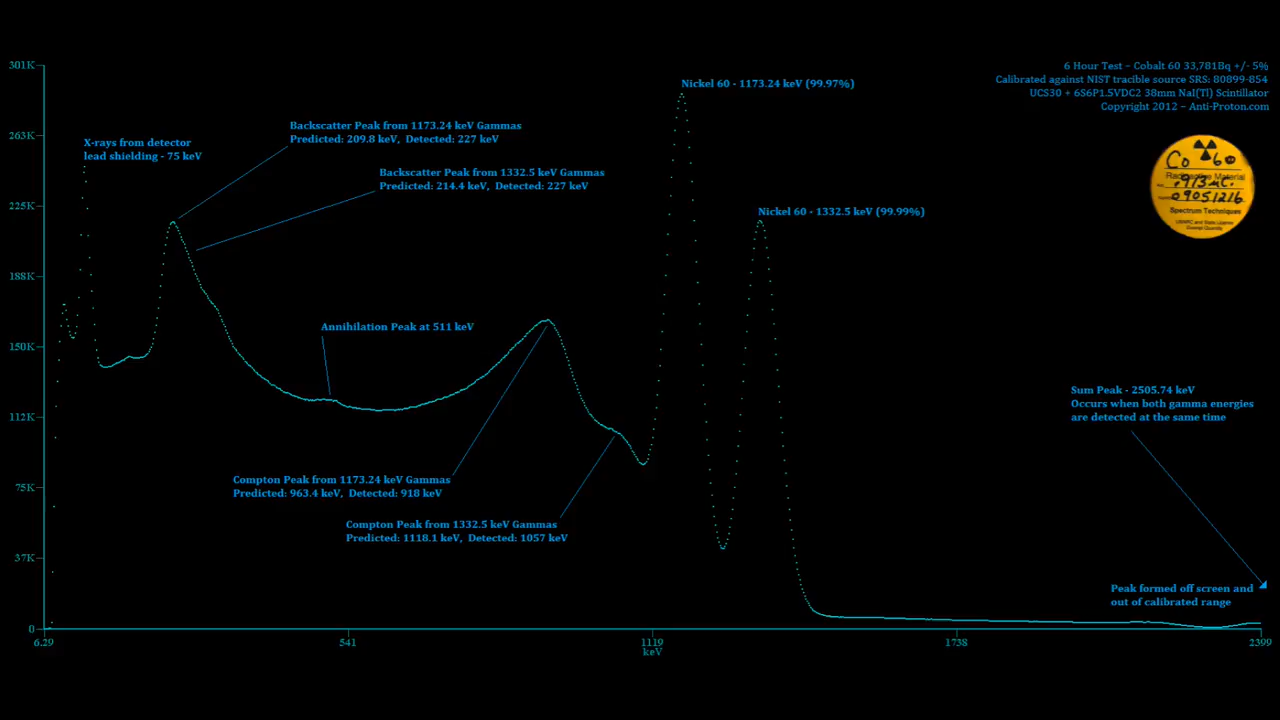 6 Hour Test – Cobalt 60 33,781Bq +/- 5%
Calibrated against NIST tracible source SRS: 80899-854
UCS30 + 6S6P1.5VDC2 38mm NaI(Tl) Scintillator
Copyright 2012 – Anti-Proton.com
Nickel 60 - 1173.24 keV (99.97%)
Backscatter Peak from 1173.24 keV Gammas
Predicted: 209.8 keV, Detected: 227 keV
X-rays from detector
lead shielding - 75 keV
Backscatter Peak from 1332.5 keV Gammas
Predicted: 214.4 keV, Detected: 227 keV
Nickel 60 - 1332.5 keV (99.99%)
Co 60
Radioactive Material
.913 µC
09051216
Spectrum Techniques
Annihilation Peak at 511 keV
Sum Peak - 2505.74 keV
Occurs when both gamma energies
are detected at the same time
Compton Peak from 1173.24 keV Gammas
Predicted: 963.4 keV, Detected: 918 keV
Compton Peak from 1332.5 keV Gammas
Predicted: 1118.1 keV, Detected: 1057 keV
Peak formed off screen and
out of calibrated range
301K
263K
225K
188K
150K
112K
75K
37K
0
6.29
541
1119
1738
2399
keV